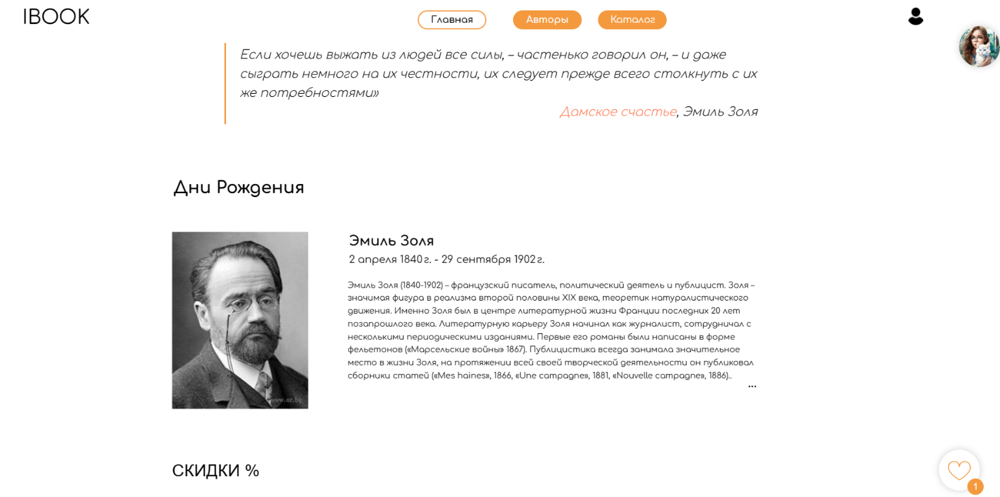 IBOOK
Главная
Авторы
Каталог
Если хочешь выжать из людей все силы, – частенько говорил он, – и даже
сыграть немного на их честности, их следует прежде всего столкнуть с их
же потребностями»
Дамское счастье, Эмиль Золя
Дни Рождения
Эмиль Золя
2 апреля 1840 г. - 29 сентября 1902 г.
Эмиль Золя (1840-1902) – французский писатель, политический деятель и публицист. Золя –
значимая фигура в реализма второй половины XIX века, теоретик натуралистического
движения. Именно Золя был в центре литературной жизни Франции последних 20 лет
позапрошлого века. Литературную карьеру Золя начинал как журналист, сотрудничал с
несколькими периодическими изданиями. Первые его романы были написаны в форме
фельетонов («Марсельские войны» 1867). Публицистика всегда занимала значительное
место в жизни Золя, на протяжении всей своей творческой деятельности он публиковал
сборники статей («Mes haines», 1866, «Une campagne», 1881, «Nouvelle campagne», 1886)..
...
www.oz.by
СКИДКИ %
1